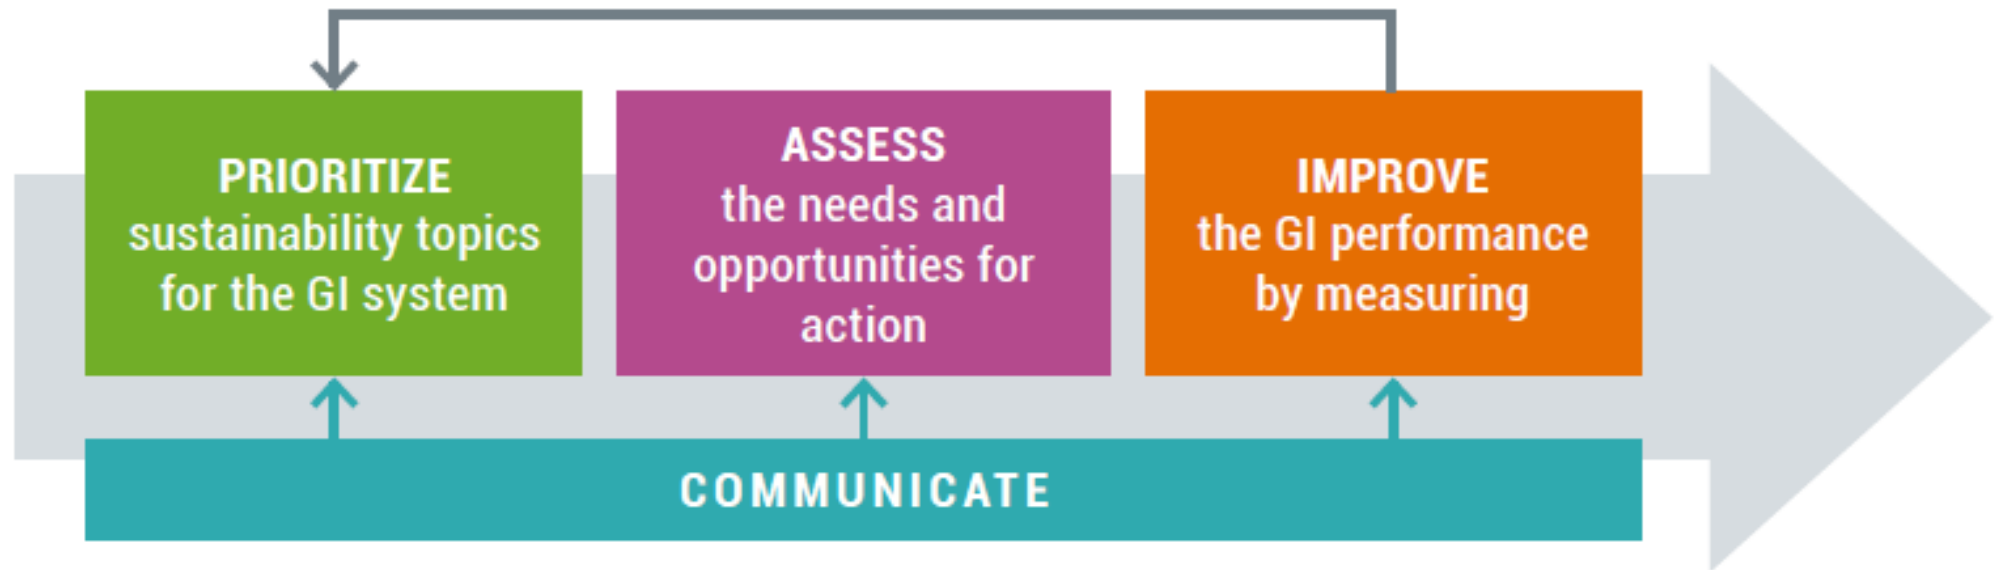 PRIORITIZE
sustainability topics
for the GI system
ASSESS
the needs and
opportunities for
action
IMPROVE
the GI performance
by measuring
COMMUNICATE